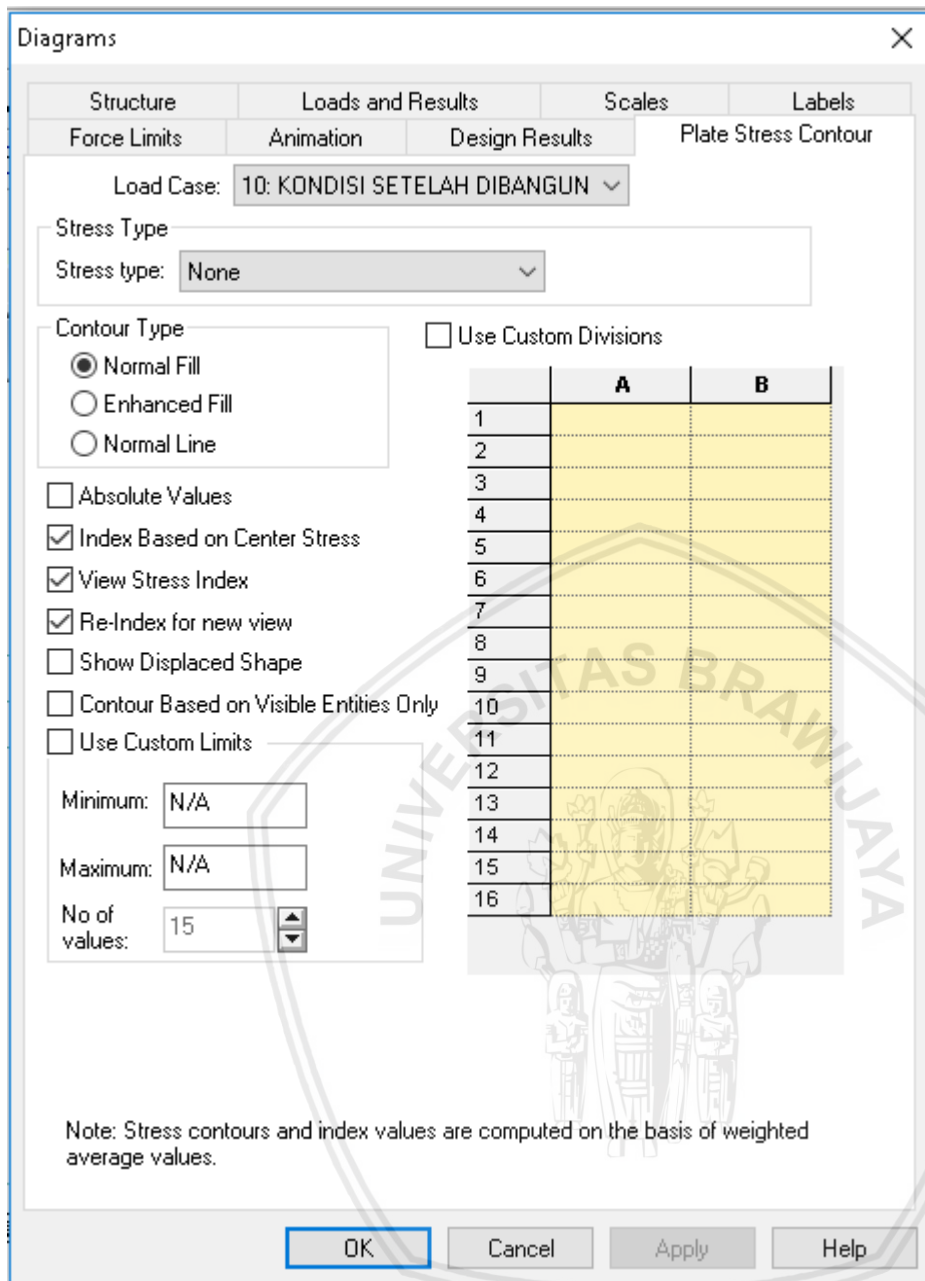 Diagrams
Structure Loads and Results Scales Labels
Force Limits Animation Design Results Plate Stress Contour
Load Case: 10: KONDISI SETELAH DIBANGUN
Stress Type
Stress type: None
Contour Type
Normal Fill
Enhanced Fill
Normal Line
Absolute Values
Index Based on Center Stress
View Stress Index
Re-Index for new view
Show Displaced Shape
Contour Based on Visible Entities Only
Use Custom Limits
Minimum: N/A
Maximum: N/A
No of
values: 15
Use Custom Divisions
A B
1
2
3
4
5
6
7
8
9
10
11
12
13
14
15
16
UNIVERSITAS BRAWIJAYA
Note: Stress contours and index values are computed on the basis of weighted
average values.
OK Cancel Apply Help